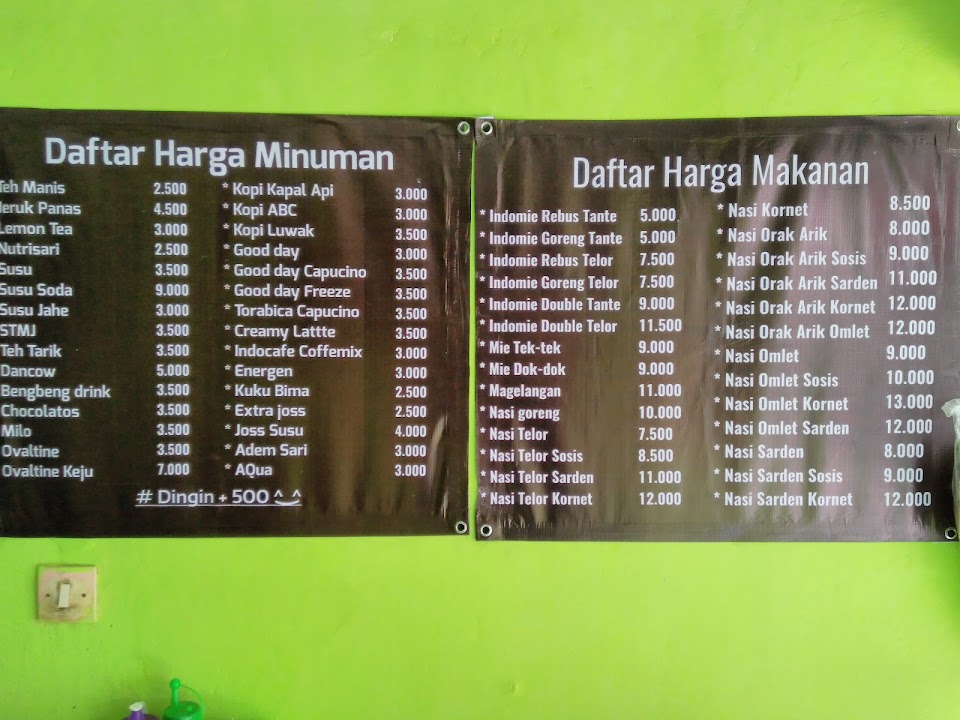 Daftar Harga Minuman
Teh Manis 2.500
Jeruk Panas 4.500
Lemon Tea 3.000
Nutrisari 2.500
Susu 3.500
Susu Soda 9.000
Susu Jahe 3.000
STMJ 3.500
Teh Tarik 3.500
Dancow 5.000
Bengbeng drink 3.500
Chocolatos 3.500
Milo 3.500
Ovaltine 3.500
Ovaltine Keju 7.000
* Kopi Kapal Api 3.000
* Kopi ABC 3.000
* Kopi Luwak 3.500
* Good day 3.000
* Good day Capucino 3.500
* Good day Freeze 3.500
* Torabica Capucino 3.500
* Creamy Lattte 3.500
* Indocafe Coffemix 3.000
* Energen 3.000
* Kuku Bima 2.500
* Extra joss 2.500
* Joss Susu 4.000
* Adem Sari 3.000
* AQua 3.000
# Dingin + 500 ^_^
Daftar Harga Makanan
* Indomie Rebus Tante 5.000
* Indomie Goreng Tante 5.000
* Indomie Rebus Telor 7.500
* Indomie Goreng Telor 7.500
* Indomie Double Tante 9.000
* Indomie Double Telor 11.500
* Mie Tek-tek 9.000
* Mie Dok-dok 9.000
* Magelangan 11.000
* Nasi goreng 10.000
* Nasi Telor 7.500
* Nasi Telor Sosis 8.500
* Nasi Telor Sarden 11.000
* Nasi Telor Kornet 12.000
* Nasi Kornet 8.500
* Nasi Orak Arik 8.000
* Nasi Orak Arik Sosis 9.000
* Nasi Orak Arik Sarden 11.000
* Nasi Orak Arik Kornet 12.000
* Nasi Orak Arik Omlet 12.000
* Nasi Omlet 9.000
* Nasi Omlet Sosis 10.000
* Nasi Omlet Kornet 13.000
* Nasi Omlet Sarden 12.000
* Nasi Sarden 8.000
* Nasi Sarden Sosis 9.000
* Nasi Sarden Kornet 12.000